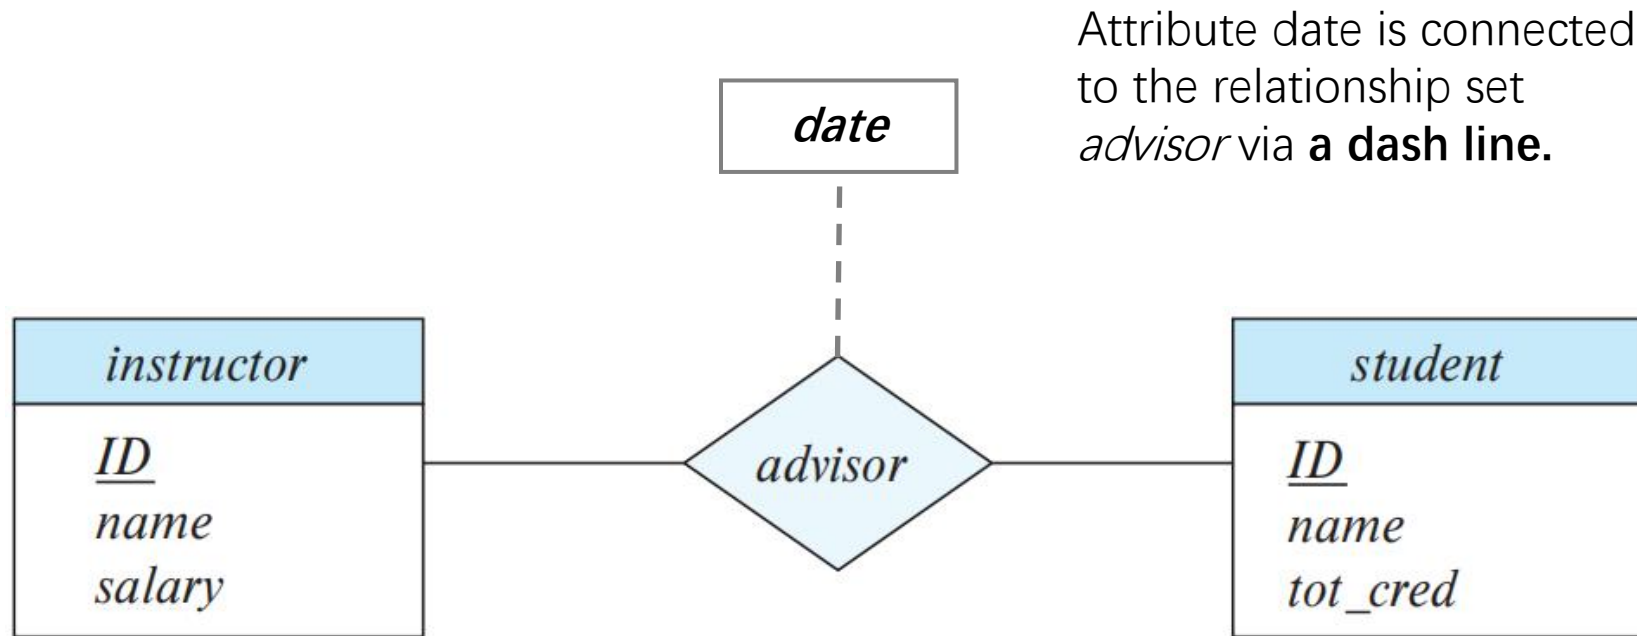 Attribute date is connected
to the relationship set
advisor via a dash line.
date
instructor
ID
name
salary
advisor
student
ID
name
tot_cred